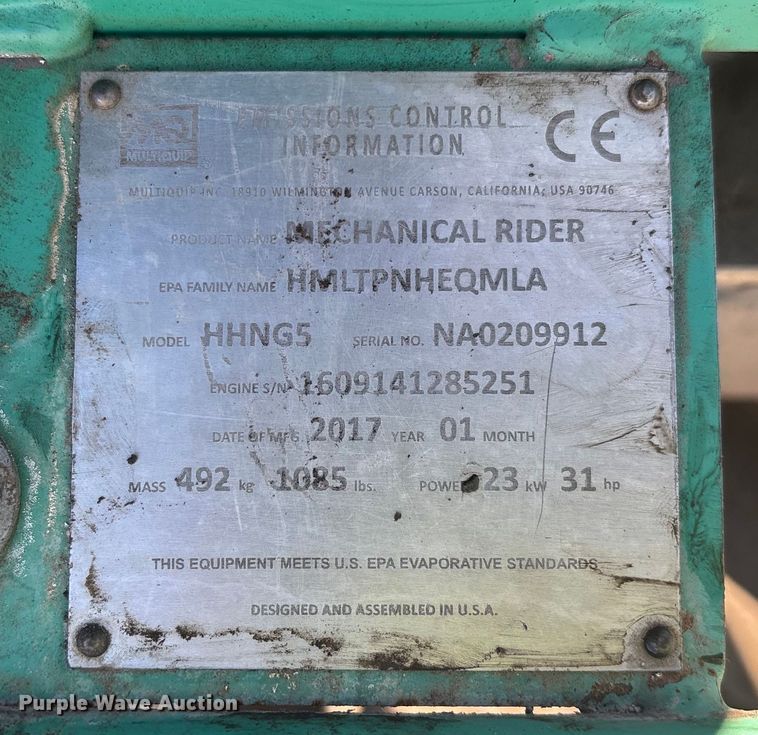 MQ
MULTIQUIP
EMISSIONS CONTROL
INFORMATION
CE
MULTIQUIP INC. 18910 WILMINGTON AVENUE CARSON, CALIFORNIA, USA 90746
PRODUCT NAME MECHANICAL RIDER
EPA FAMILY NAME HMLTPNHEQMLA
MODEL HHNG5 SERIAL NO. NA0209912
ENGINE S/N 1609141285251
DATE OF MFG. 2017 YEAR 01 MONTH
MASS 492 kg 1085 lbs. POWER 23 kW 31 hp
THIS EQUIPMENT MEETS U.S. EPA EVAPORATIVE STANDARDS
DESIGNED AND ASSEMBLED IN U.S.A.
Purple Wave Auction